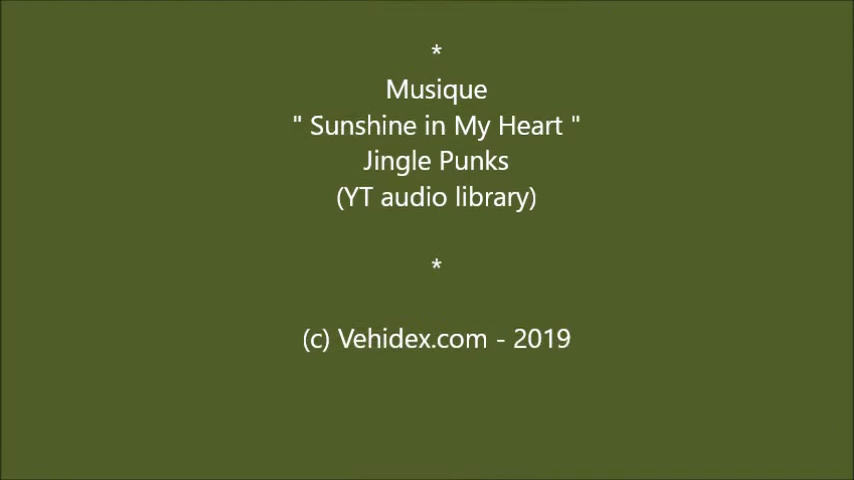 *
Musique
" Sunshine in My Heart "
Jingle Punks
(YT audio library)
*
(c) Vehidex.com - 2019